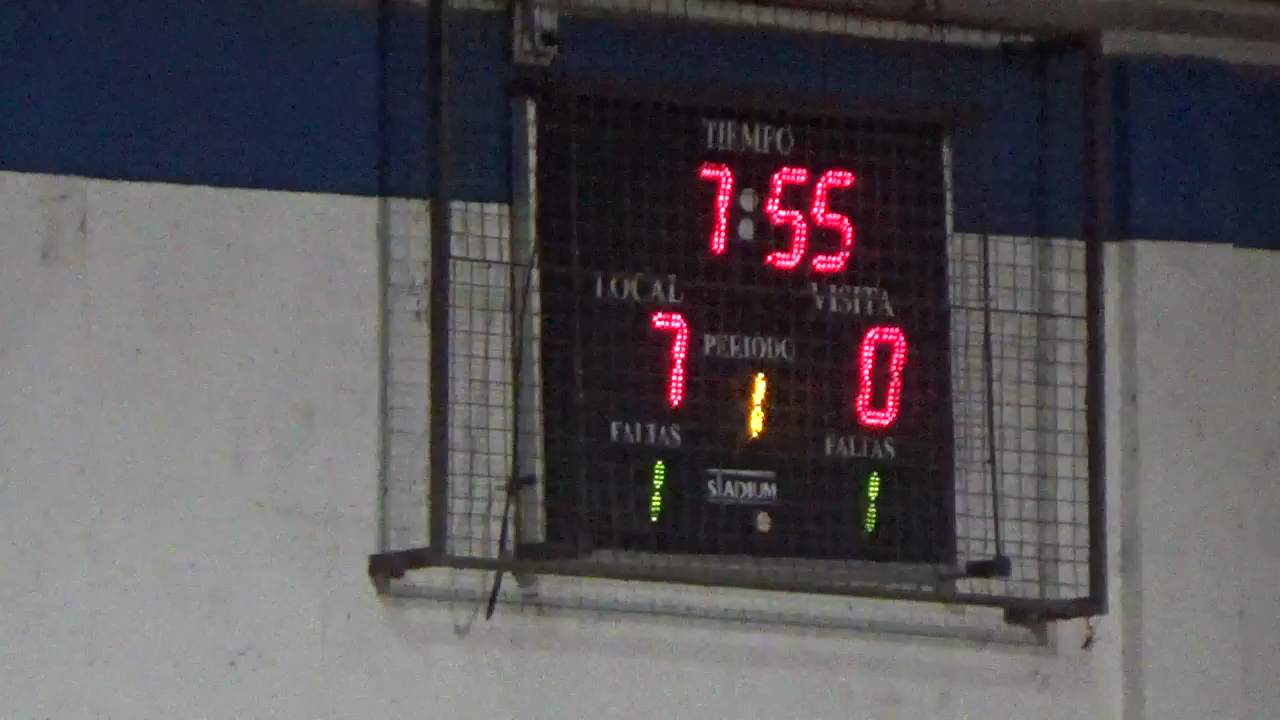 TIEMPO
7:55
LOCAL VISITA
7 PERIODO 0
1
FALTAS FALTAS
1 STADIUM 1